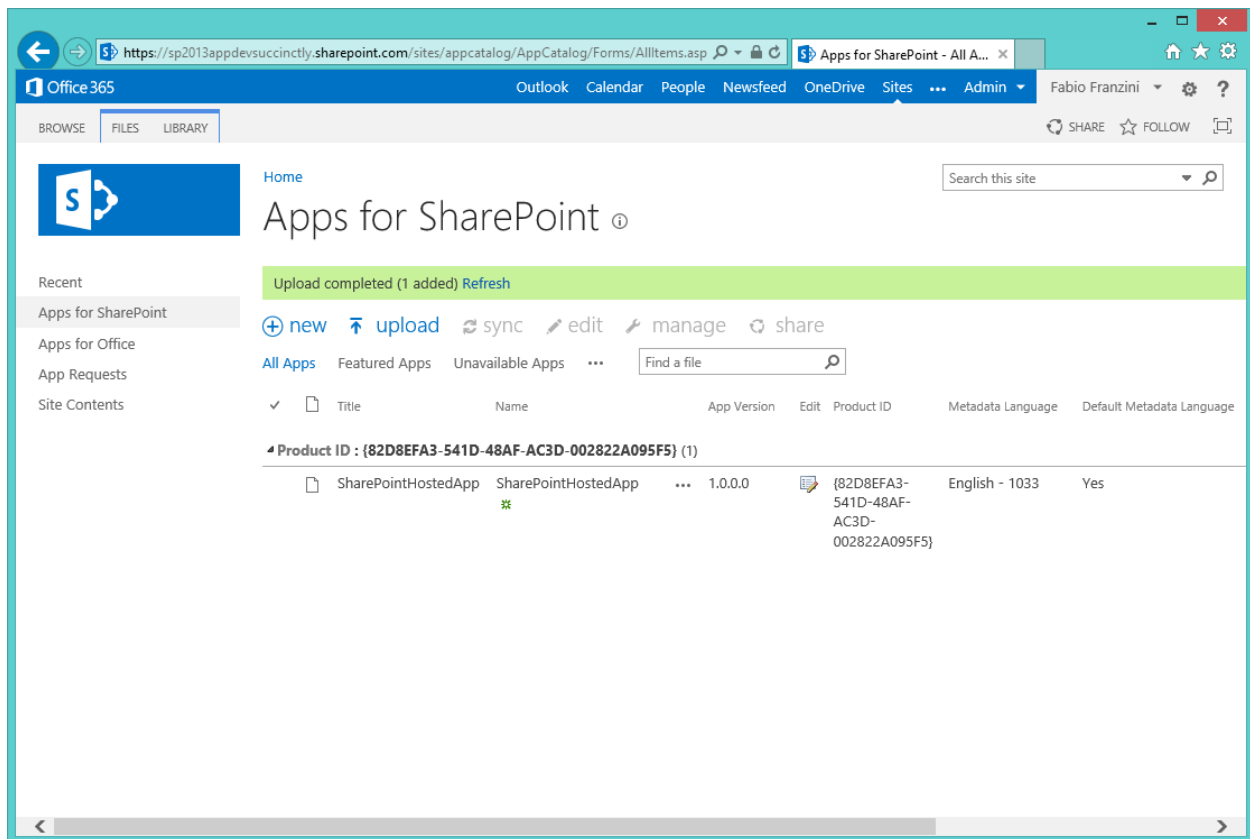 https://sp2013appdevsuccinctly.sharepoint.com/sites/appcatalog/AppCatalog/Forms/AllItems.asp
Apps for SharePoint - All A...
Office 365
Outlook Calendar People Newsfeed OneDrive Sites ... Admin Fabio Franzini ?
BROWSE FILES LIBRARY
SHARE FOLLOW
Home
Search this site
Apps for SharePoint
Recent
Apps for SharePoint
Apps for Office
App Requests
Site Contents
Upload completed (1 added) Refresh
new upload sync edit manage share
All Apps Featured Apps Unavailable Apps ... Find a file
Title Name App Version Edit Product ID Metadata Language Default Metadata Language
Product ID : {82D8EFA3-541D-48AF-AC3D-002822A095F5} (1)
SharePointHostedApp SharePointHostedApp ... 1.0.0.0 {82D8EFA3- English - 1033 Yes
541D-48AF-
AC3D-
002822A095F5}